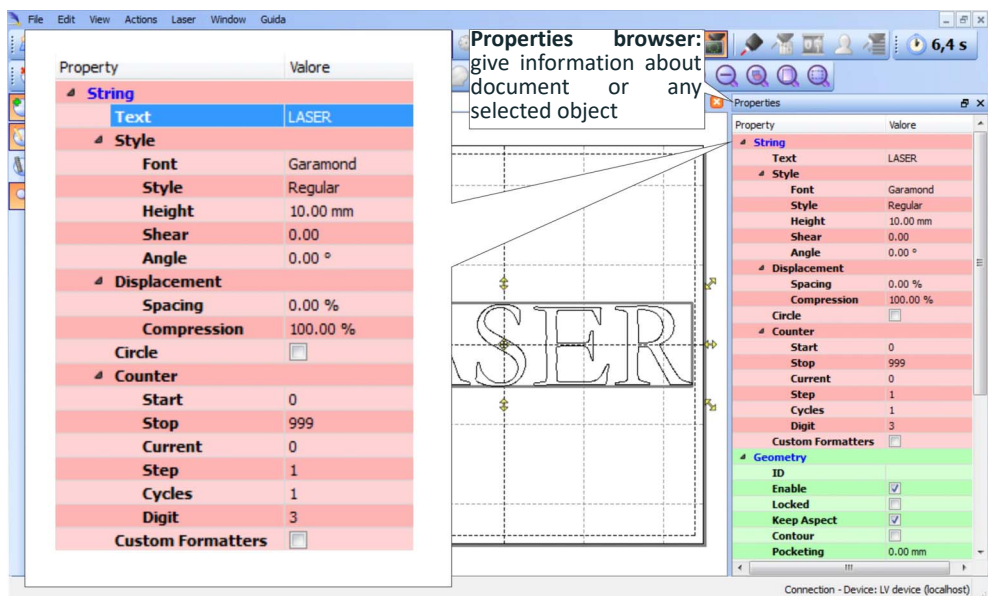 File Edit View Actions Laser Window Guida
6,4 s
Properties browser:
give information about
document or any
selected object
Property Valore
String
Text LASER
Style
Font Garamond
Style Regular
Height 10.00 mm
Shear 0.00
Angle 0.00 °
Displacement
Spacing 0.00 %
Compression 100.00 %
Circle
Counter
Start 0
Stop 999
Current 0
Step 1
Cycles 1
Digit 3
Custom Formatters
ASER
Properties
Property Valore
String
Text LASER
Style
Font Garamond
Style Regular
Height 10.00 mm
Shear 0.00
Angle 0.00 °
Displacement
Spacing 0.00 %
Compression 100.00 %
Circle
Counter
Start 0
Stop 999
Current 0
Step 1
Cycles 1
Digit 3
Custom Formatters
Geometry
ID
Enable
Locked
Keep Aspect
Contour
Pocketing 0.00 mm
Connection - Device: LV device (localhost)